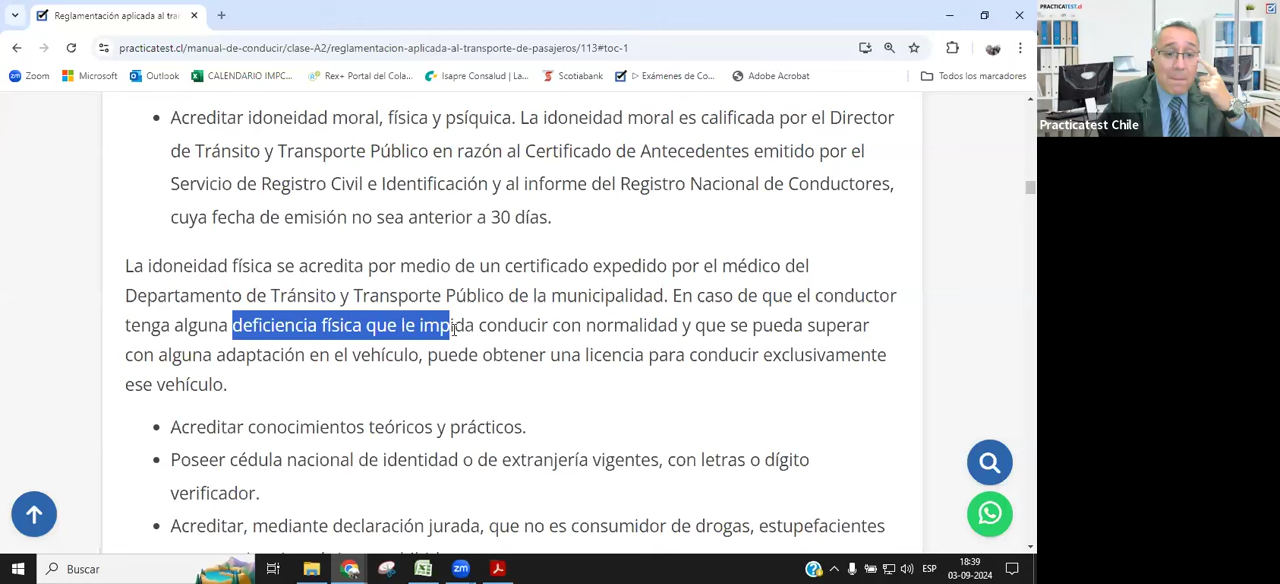 Reglamentación aplicada al tra
practicatest.cl/manual-de-conducir/clase-A2/reglamentacion-aplicada-al-transporte-de-pasajeros/113#toc-1
Zoom
Microsoft
Outlook
CALENDARIO IMPC...
Rex+ Portal del Cola...
Isapre Consalud | La...
Scotiabank
▷ Exámenes de Co...
Adobe Acrobat
Todos los marcadores
PRACTICATEST.cl
Practicatest Chile
• Acreditar idoneidad moral, física y psíquica. La idoneidad moral es calificada por el Director
de Tránsito y Transporte Público en razón al Certificado de Antecedentes emitido por el
Servicio de Registro Civil e Identificación y al informe del Registro Nacional de Conductores,
cuya fecha de emisión no sea anterior a 30 días.
La idoneidad física se acredita por medio de un certificado expedido por el médico del
Departamento de Tránsito y Transporte Público de la municipalidad. En caso de que el conductor
tenga alguna deficiencia física que le impida conducir con normalidad y que se pueda superar
con alguna adaptación en el vehículo, puede obtener una licencia para conducir exclusivamente
ese vehículo.
• Acreditar conocimientos teóricos y prácticos.
• Poseer cédula nacional de identidad o de extranjería vigentes, con letras o dígito
verificador.
• Acreditar, mediante declaración jurada, que no es consumidor de drogas, estupefacientes
Buscar
ESP
18:39
03-09-2024